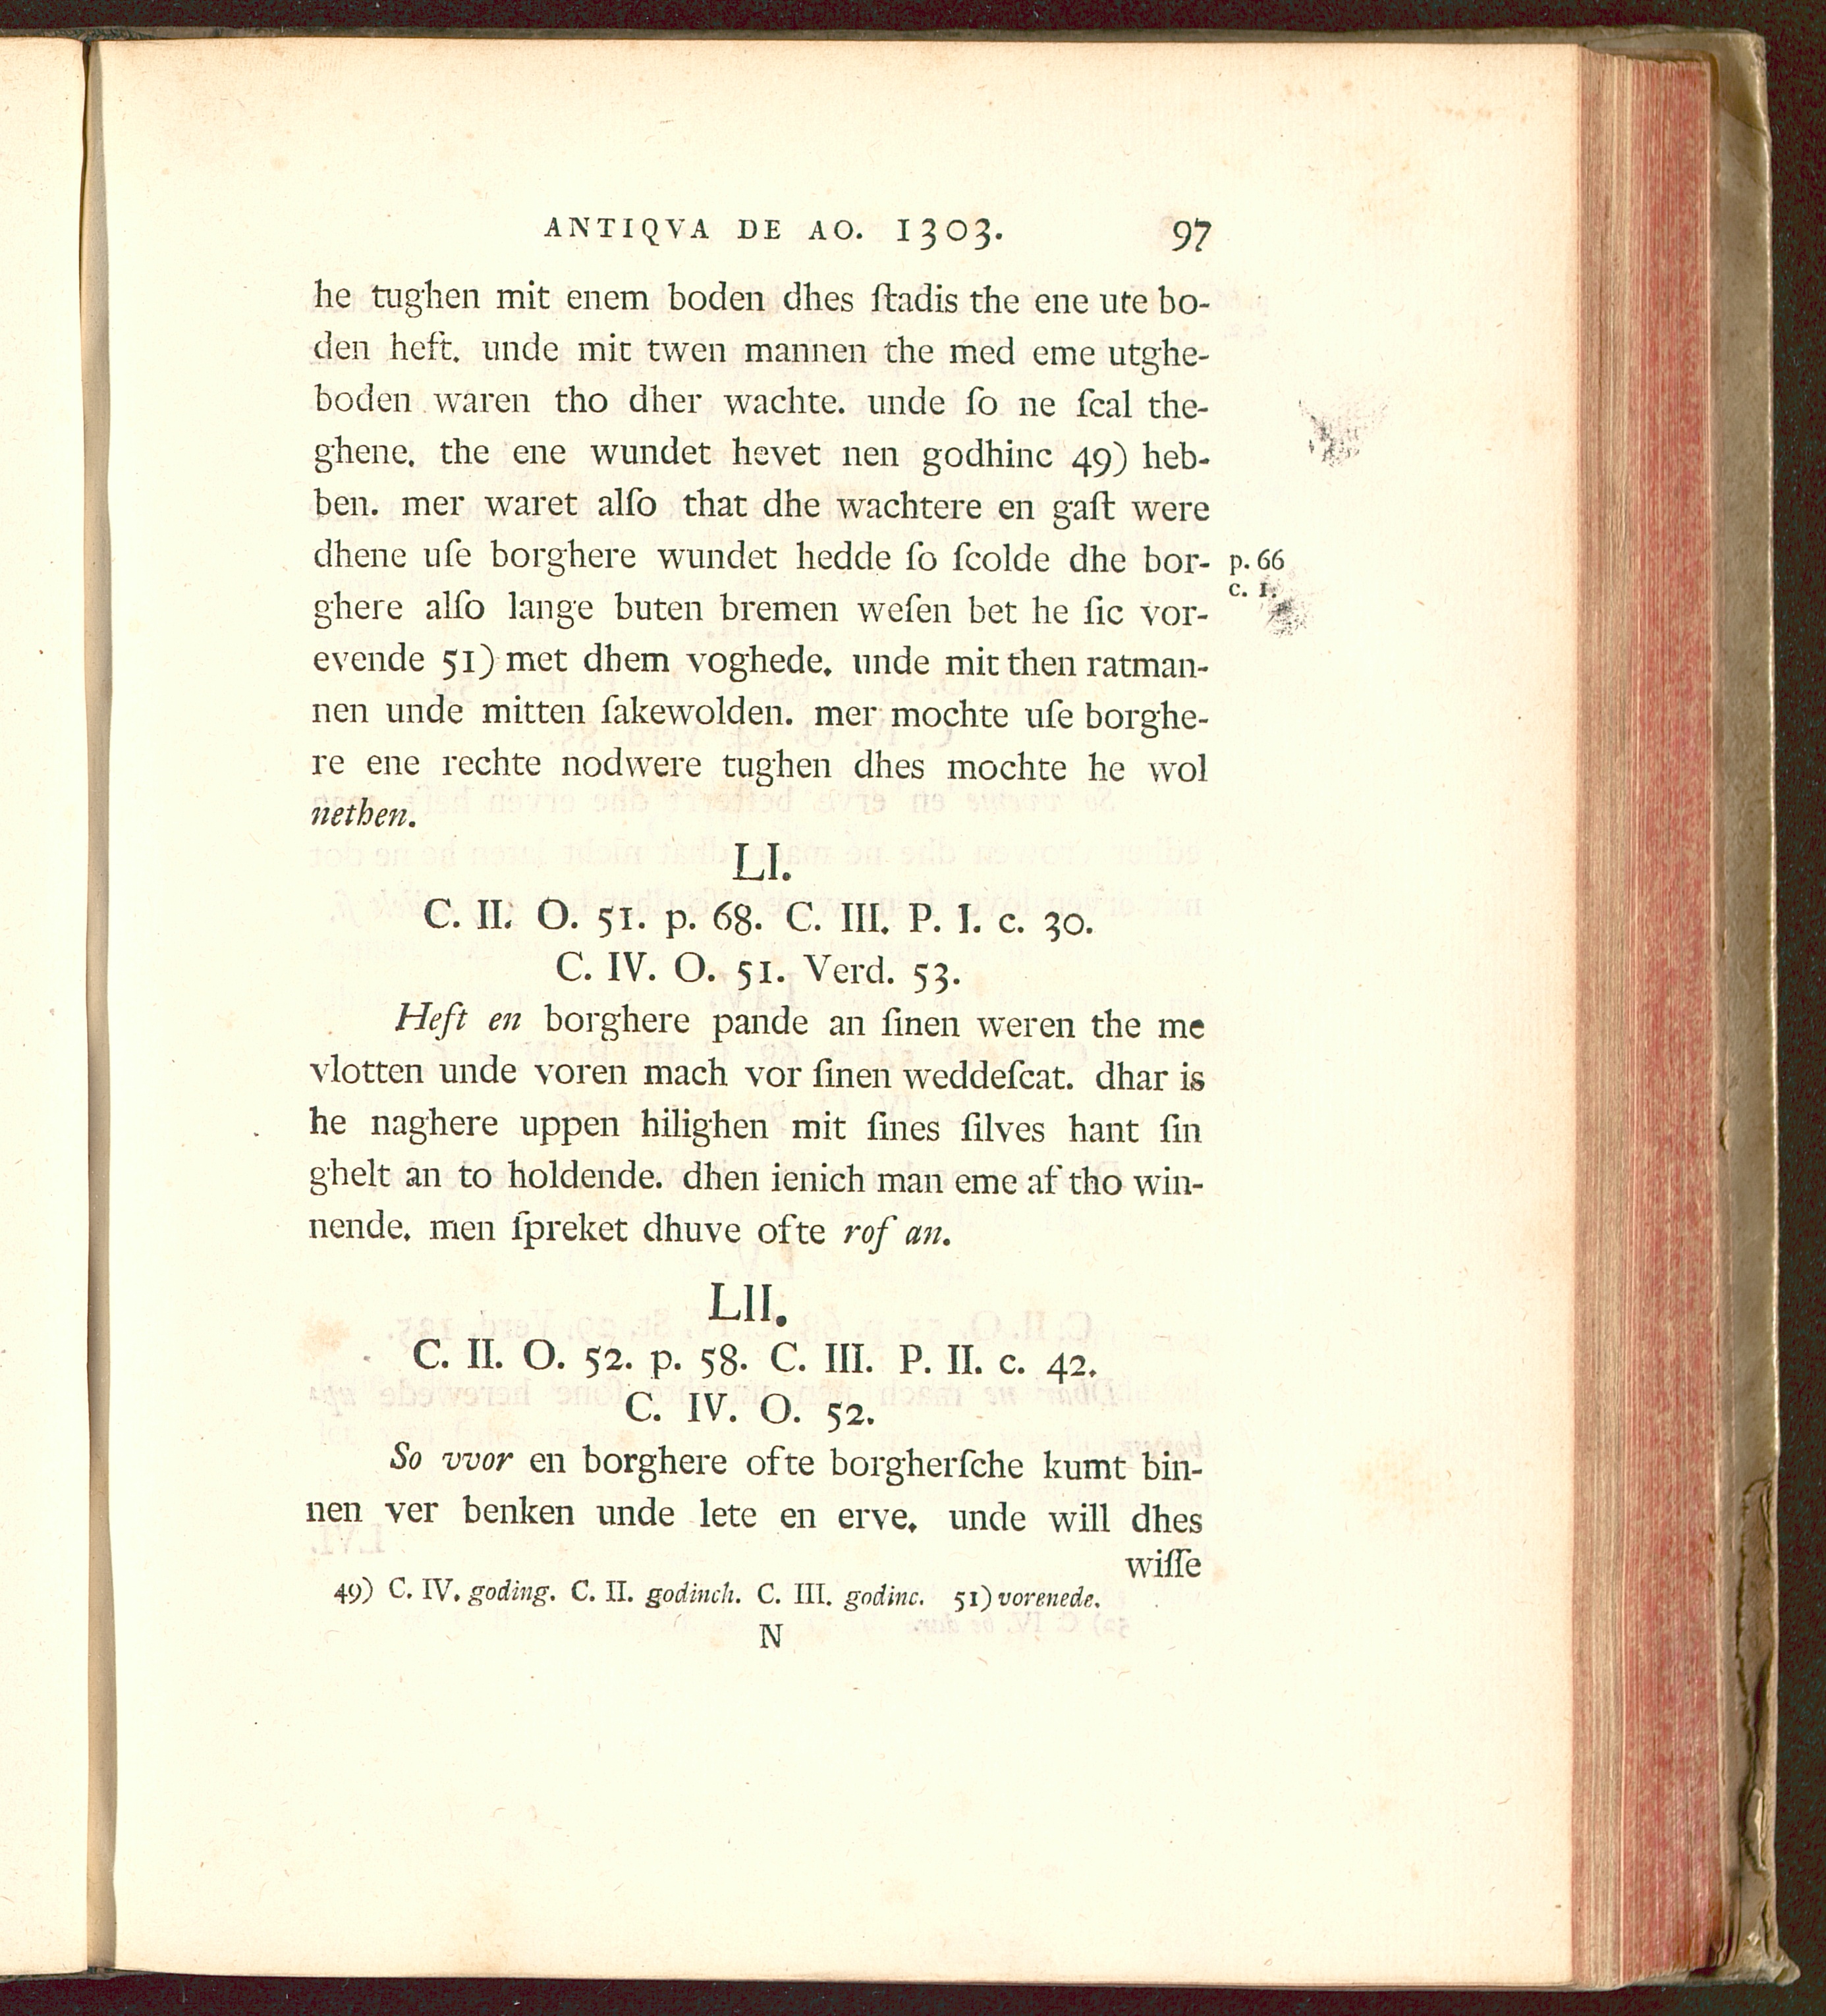 ANTIQVA DE AO. 1303. 97
he tughen mit enem boden dhes ſtadis the ene ute bo-
den heft. unde mit twen mannen the med eme utghe-
boden waren tho dher wachte. unde ſo ne ſcal the-
ghene. the ene wundet hevet nen godhinc 49) heb-
ben. mer waret alſo that dhe wachtere en gaſt were
dhene uſe borghere wundet hedde ſo ſcolde dhe bor- p. 66
ghere alſo lange buten bremen weſen bet he ſic vor- c. 1.
evende 51) met dhem voghede. unde mit then ratman-
nen unde mitten ſakewolden. mer mochte uſe borghe-
re ene rechte nodwere tughen dhes mochte he wol
nethen.
LI.
C. II. O. 51. p. 68. C. III. P. I. c. 30.
C. IV. O. 51. Verd. 53.
Heft en borghere pande an ſinen weren the me
vlotten unde voren mach vor ſinen weddeſcat. dhar is
he naghere uppen hilighen mit ſines ſilves hant ſin
ghelt an to holdende. dhen ienich man eme af tho win-
nende. men ſpreket dhuve ofte rof an.
LII.
C. II. O. 52. p. 58. C. III. P. II. c. 42.
C. IV. O. 52.
So vvor en borghere ofte borgherſche kumt bin-
nen ver benken unde lete en erve. unde will dhes
wiſſe
49) C. IV. goding. C. II. godinch. C. III. godinc. 51) vorenede.
N